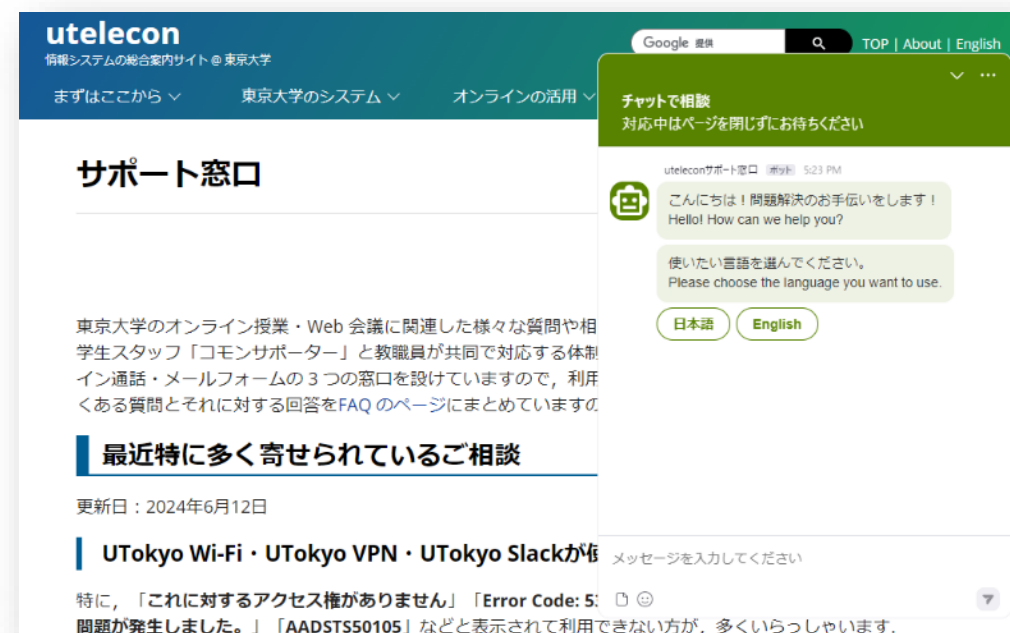 utelecon
情報システムの総合案内サイト@東京大学
Google 提供
TOP | About | English
まずはここから
東京大学のシステム
オンラインの活用
サポート窓口
東京大学のオンライン授業・Web 会議に関連した様々な質問や相
学生スタッフ「コモンサポーター」と教職員が共同で対応する体制
イン通話・メールフォームの3つの窓口を設けていますので，利用
くある質問とそれに対する回答をFAQ のページにまとめていますの
最近特に多く寄せられているご相談
更新日：2024年6月12日
UTokyo Wi-Fi・UTokyo VPN・UTokyo Slackが使
特に，「これに対するアクセス権がありません」「Error Code: 53
問題が発生しました。」「AADSTS50105」などと表示されて利用できない方が，多くいらっしゃいます．
チャットで相談
対応中はページを閉じずにお待ちください
uteleconサポート窓口 ボット 5:23 PM
こんにちは！問題解決のお手伝いをします！
Hello! How can we help you?
使いたい言語を選んでください。
Please choose the language you want to use.
日本語
English
メッセージを入力してください